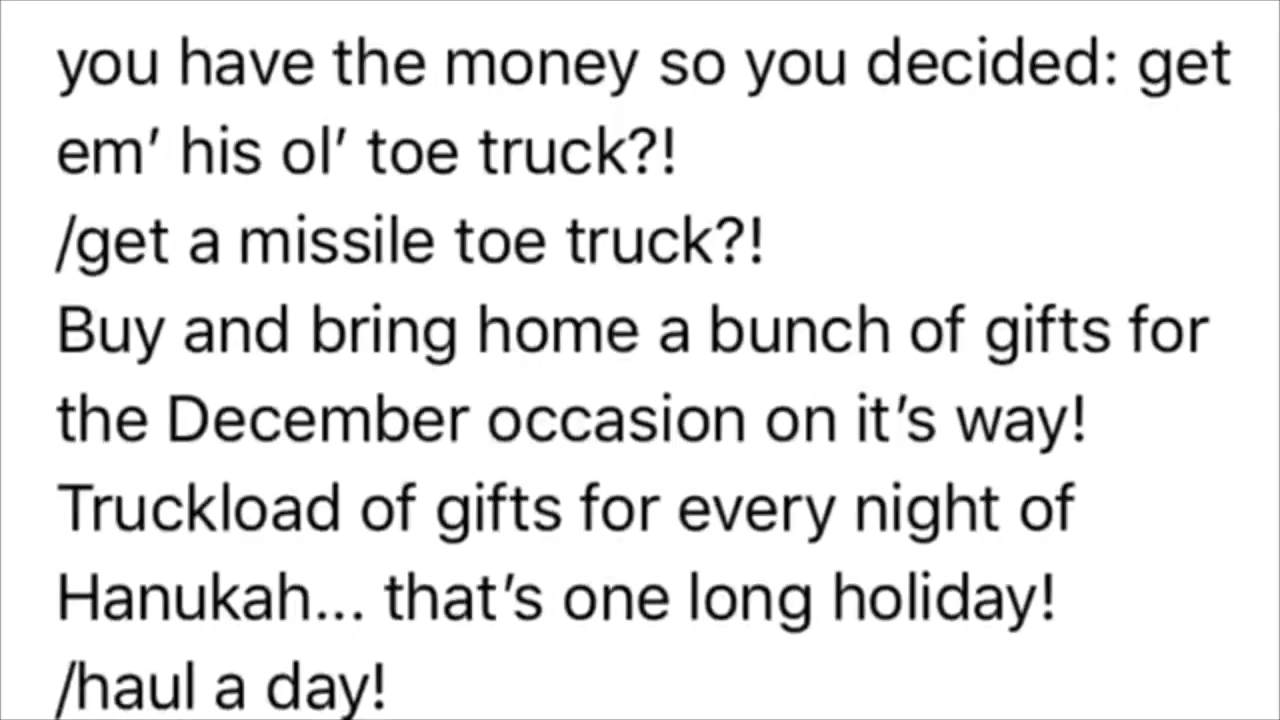 you have the money so you decided: get
em’ his ol’ toe truck?!
/get a missile toe truck?!
Buy and bring home a bunch of gifts for
the December occasion on it’s way!
Truckload of gifts for every night of
Hanukah... that’s one long holiday!
/haul a day!